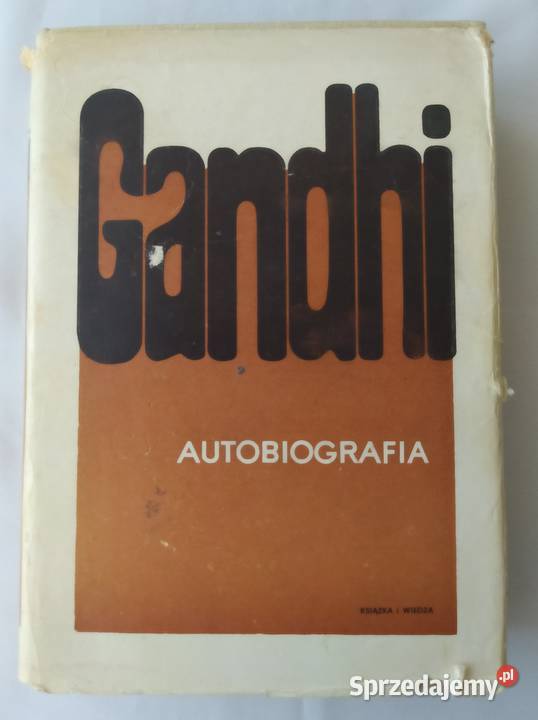 Gandhi
AUTOBIOGRAFIA
KSIĄŻKA I WIEDZA
Sprzedajemy.pl